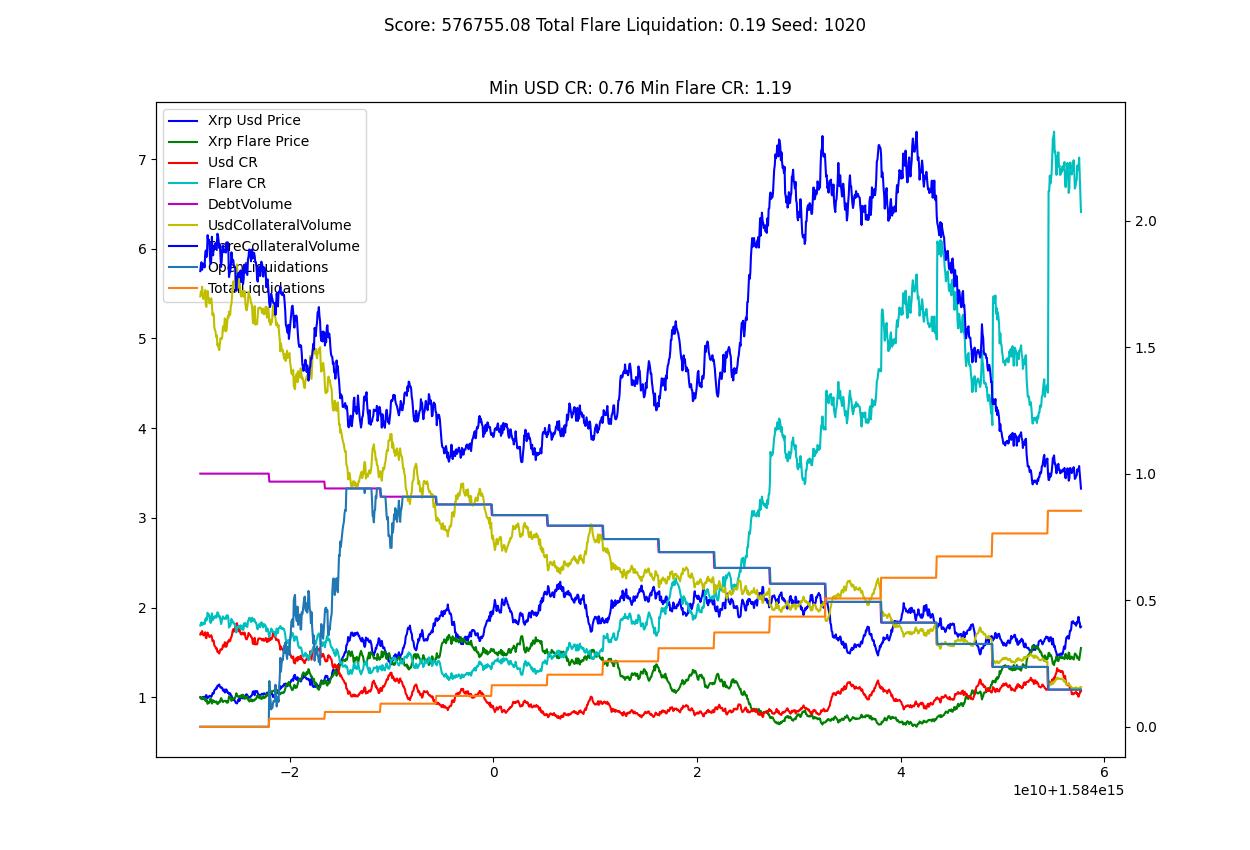 Score: 576755.08 Total Flare Liquidation: 0.19 Seed: 1020
Min USD CR: 0.76 Min Flare CR: 1.19
Xrp Usd Price
Xrp Flare Price
Usd CR
Flare CR
DebtVolume
UsdCollateralVolume
FlareCollateralVolume
OpenLiquidations
TotalLiquidations
7
6
5
4
3
2
1
2.0
1.5
1.0
0.5
0.0
−2
0
2
4
6
1e10+1.584e15